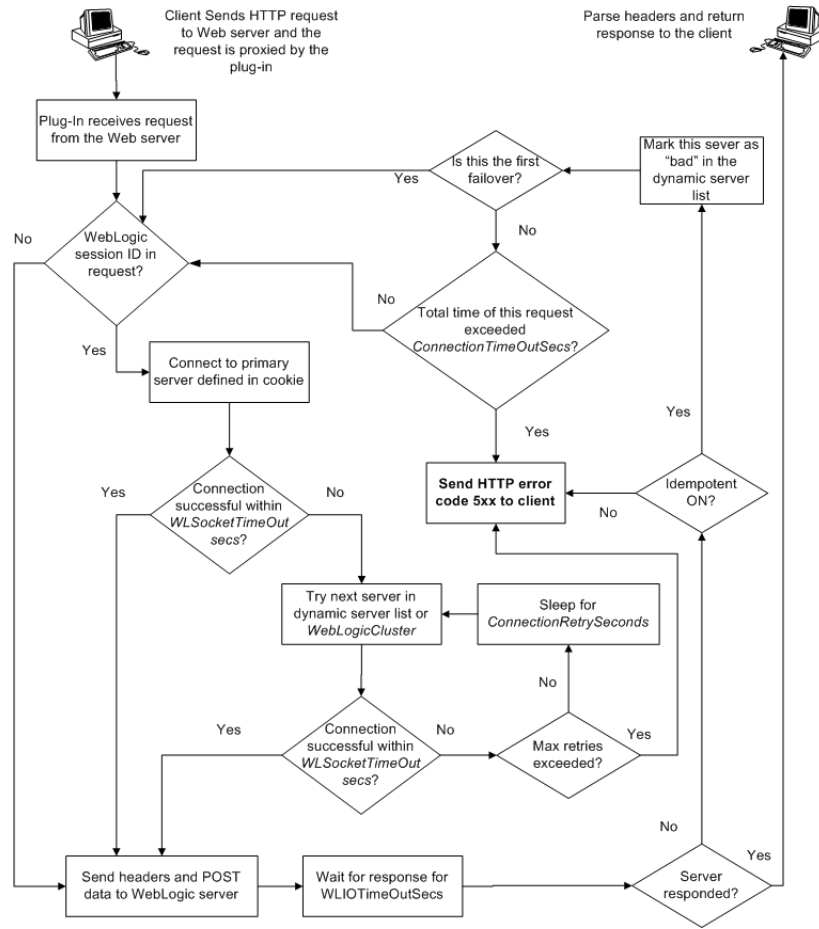 Client Sends HTTP request
to Web server and the
request is proxied by the
plug-in
Parse headers and return
response to the client
Plug-In receives request
from the Web server
Is this the first
failover?
Mark this sever as
“bad” in the
dynamic server
list
Yes
No
WebLogic
session ID in
request?
No
No
Total time of this request
exceeded
ConnectionTimeOutSecs?
Yes
Connect to primary
server defined in cookie
Yes
Yes
Yes
Connection
successful within
WLSocketTimeOut
secs?
No
Send HTTP error
code 5xx to client
No
Idempotent
ON?
Try next server in
dynamic server list or
WebLogicCluster
Sleep for
ConnectionRetrySeconds
No
Yes
Connection
successful within
WLSocketTimeOut
secs?
No
Max retries
exceeded?
Yes
No
Yes
Send headers and POST
data to WebLogic server
Wait for response for
WLIOTimeOutSecs
Server
responded?